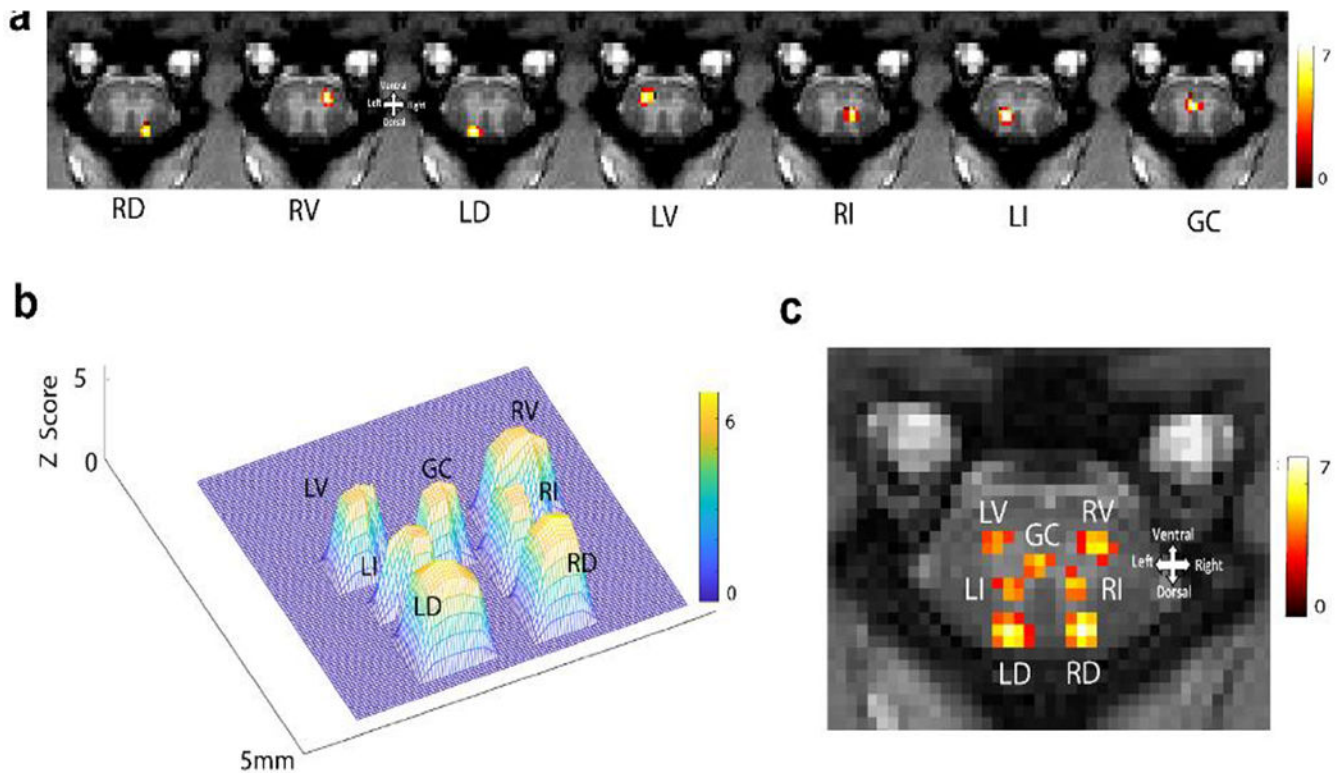 a
7
Ventral
Left Right
Dorsal
0
RD RV LD LV RI LI GC
b
c
5
Z Score
0
RV
GC
LV
RI
LI
RD
LD
5mm
6
0
7
LV RV
GC
Ventral
Left Right
Dorsal
LI RI
LD RD
0